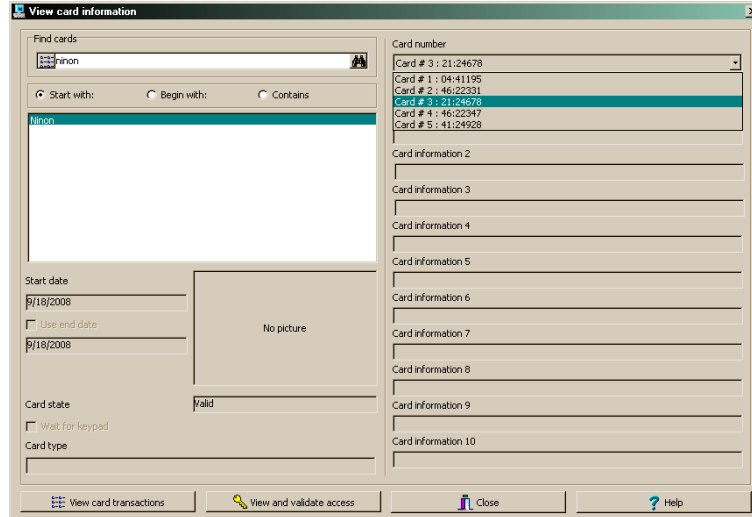 View card information
Find cards
ninon
Start with:
Begin with:
Contains
Ninon
Start date
9/18/2008
Use end date
9/18/2008
No picture
Card state
Valid
Wait for keypad
Card type
Card number
Card # 3 : 21:24678
Card # 1 : 04:41195
Card # 2 : 46:22331
Card # 3 : 21:24678
Card # 4 : 46:22347
Card # 5 : 41:24928
Card information 2
Card information 3
Card information 4
Card information 5
Card information 6
Card information 7
Card information 8
Card information 9
Card information 10
View card transactions
View and validate access
Close
Help